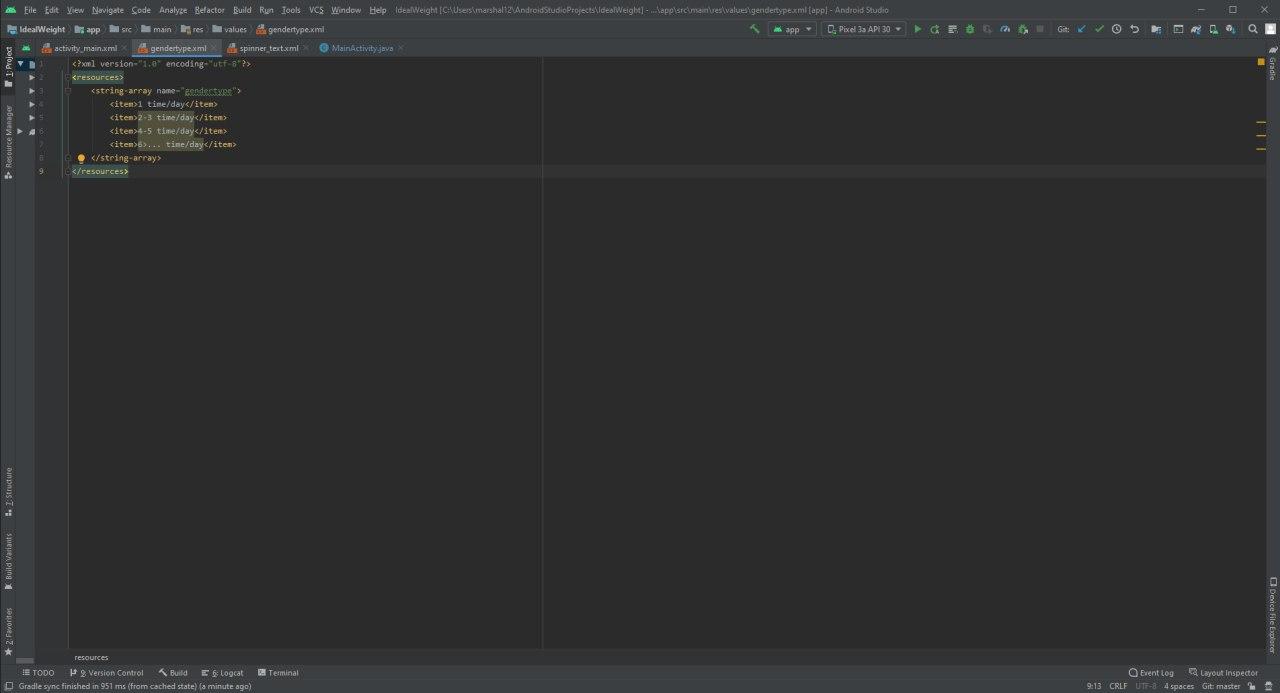 File Edit View Navigate Code Analyze Refactor Build Run Tools VCS Window Help IdealWeight [C:\Users\marshal12\AndroidStudioProjects\IdealWeight] - ...\app\src\main\res\values\gendertype.xml [app] - Android Studio
IdealWeight app src main res values gendertype.xml app Pixel 3a API 30 Git:
activity_main.xml gendertype.xml spinner_text.xml MainActivity.java
1: Project
Resource Manager
Z: Structure
Build Variants
2: Favorites
Gradle
Device File Explorer
1 <?xml version="1.0" encoding="utf-8"?>
2 <resources>
3 <string-array name="gendertype">
4 <item>1 time/day</item>
5 <item>2-3 time/day</item>
6 <item>4-5 time/day</item>
7 <item>6>... time/day</item>
8 </string-array>
9 </resources>
resources
TODO 9: Version Control Build 6: Logcat Terminal Event Log Layout Inspector
Gradle sync finished in 951 ms (from cached state) (a minute ago) 9:13 CRLF UTF-8 4 spaces Git: master